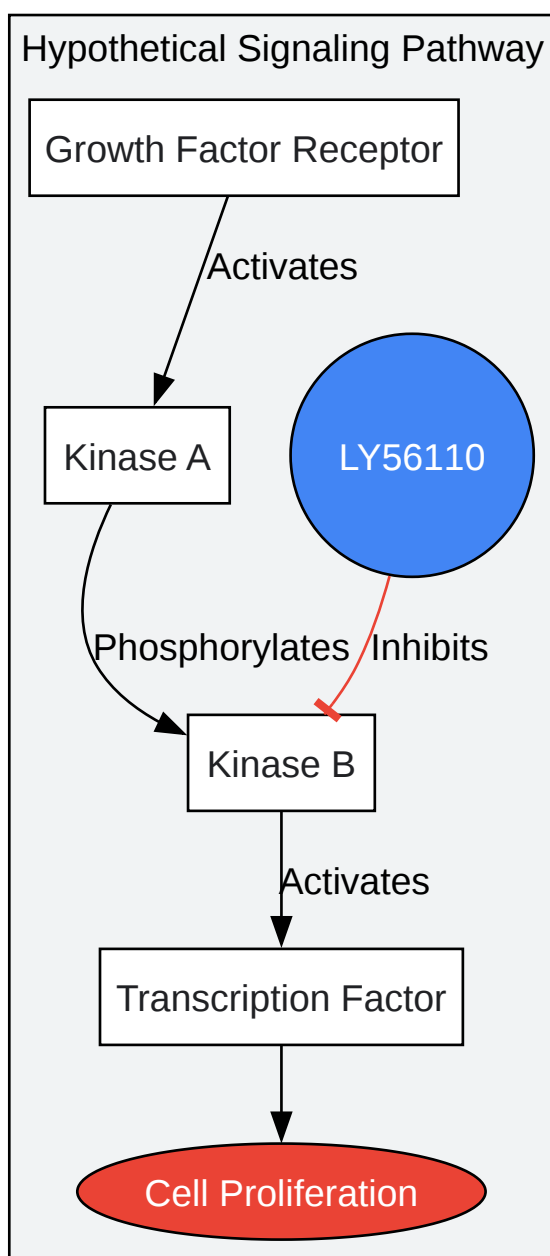 Hypothetical Signaling Pathway
Growth Factor Receptor
Activates
Kinase A
LY56110
Phosphorylates
Inhibits
Kinase B
Activates
Transcription Factor
Cell Proliferation